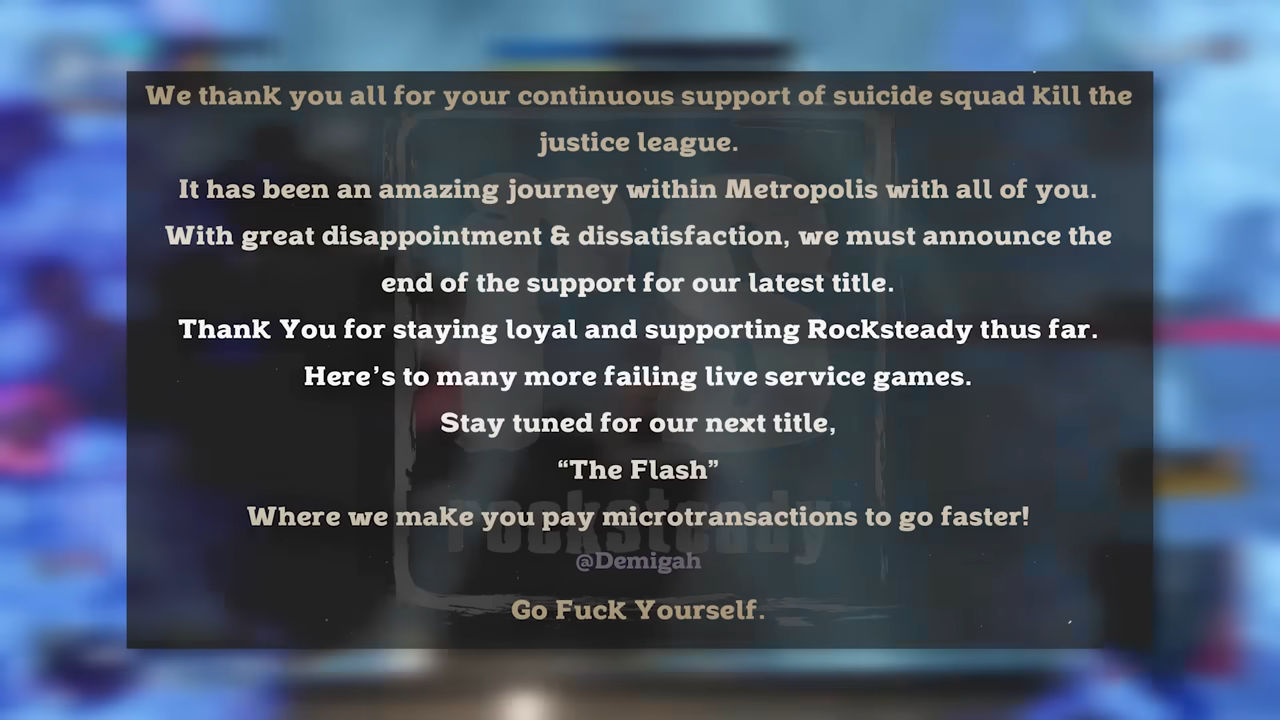 We thank you all for your continuous support of suicide squad kill the
justice league.
It has been an amazing journey within Metropolis with all of you.
With great disappointment & dissatisfaction, we must announce the
end of the support for our latest title.
Thank You for staying loyal and supporting Rocksteady thus far.
Here's to many more failing live service games.
Stay tuned for our next title,
“The Flash”
Where we make you pay microtransactions to go faster!
@Demigah
Go Fuck Yourself.
rs
rocksteady